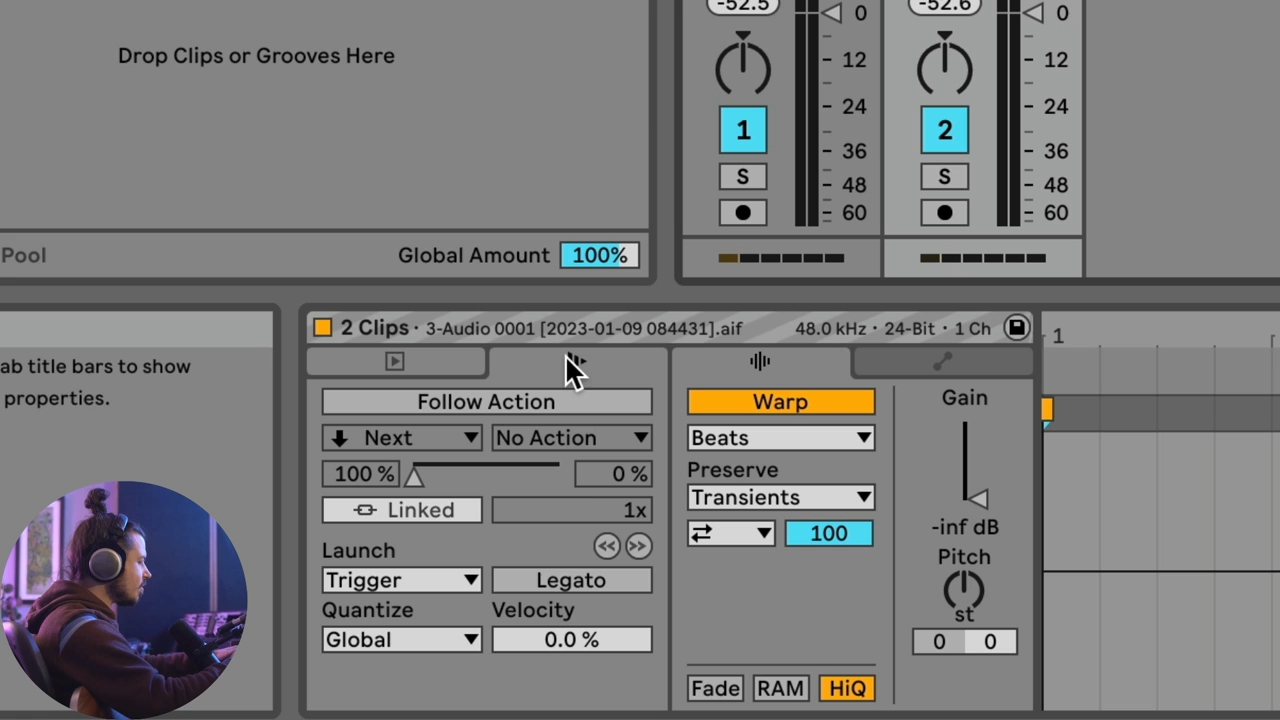 -52.5
-52.6
0
0
Drop Clips or Grooves Here
12
12
24
24
1
2
36
36
S
S
48
48
60
60
Pool
Global Amount
100%
2 Clips · 3-Audio 0001 [2023-01-09 084431].aif
48.0 kHz · 24-Bit · 1 Ch
1
ab title bars to show
properties.
Follow Action
Next
No Action
100 %
0 %
Linked
1x
Launch
Trigger
Legato
Quantize
Velocity
Global
0.0 %
Warp
Beats
Preserve
Transients
100
Fade
RAM
HiQ
Gain
-inf dB
Pitch
st
0
0